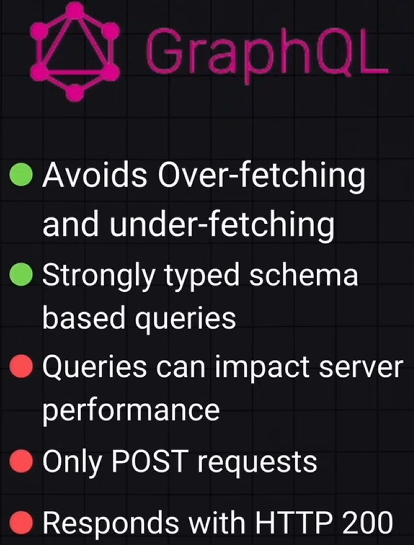 GraphQL
Avoids Over-fetching
and under-fetching
Strongly typed schema
based queries
Queries can impact server
performance
Only POST requests
Responds with HTTP 200